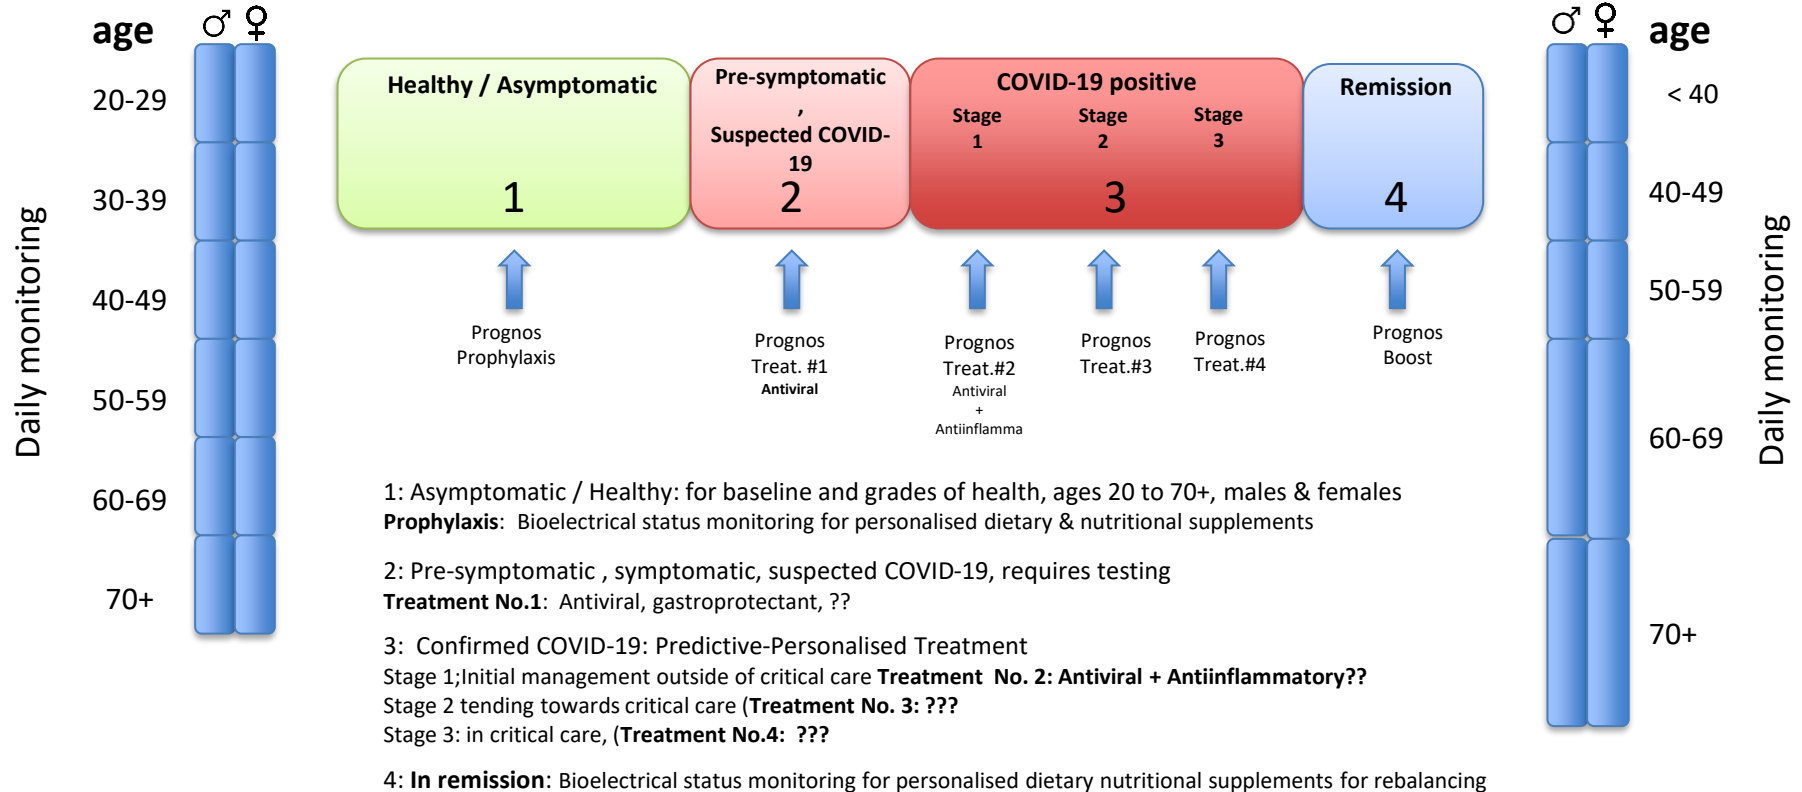 age
♂ ♀
20-29
30-39
40-49
50-59
60-69
70+
Daily monitoring
Healthy / Asymptomatic
1
Pre-symptomatic
,
Suspected COVID-
19
2
COVID-19 positive
Stage
1
Stage
2
Stage
3
3
Remission
4
Prognos
Prophylaxis
Prognos
Treat. #1
Antiviral
Prognos
Treat.#2
Antiviral
+
Antiinflamma
Prognos
Treat.#3
Prognos
Treat.#4
Prognos
Boost
1: Asymptomatic / Healthy: for baseline and grades of health, ages 20 to 70+, males & females
Prophylaxis:  Bioelectrical status monitoring for personalised dietary & nutritional supplements
2: Pre-symptomatic , symptomatic, suspected COVID-19, requires testing
Treatment No.1:  Antiviral, gastroprotectant, ??
3:  Confirmed COVID-19: Predictive-Personalised Treatment
Stage 1;Initial management outside of critical care Treatment  No. 2: Antiviral + Antiinflammatory??
Stage 2 tending towards critical care (Treatment No. 3: ???
Stage 3: in critical care, (Treatment No.4:  ???
4: In remission: Bioelectrical status monitoring for personalised dietary nutritional supplements for rebalancing
♂ ♀
age
< 40
40-49
50-59
60-69
70+
Daily monitoring